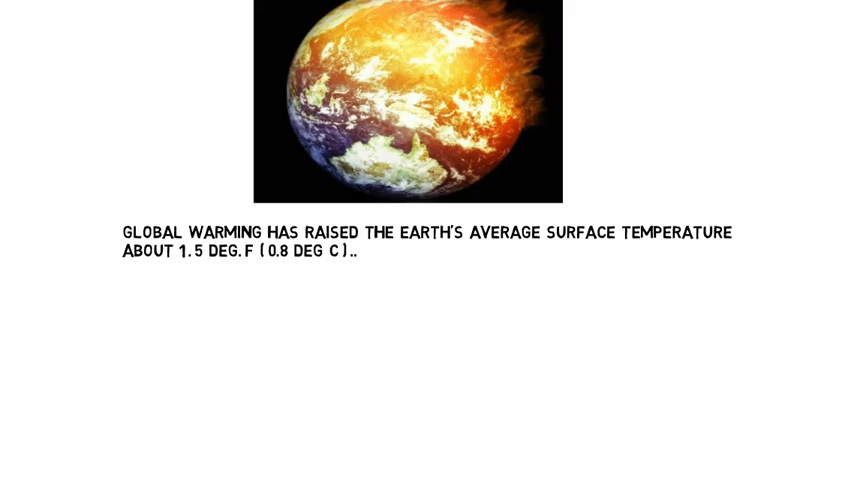 GLOBAL WARMING HAS RAISED THE EARTH'S AVERAGE SURFACE TEMPERATURE
ABOUT 1.5 DEG.F (0.8 DEG C)..